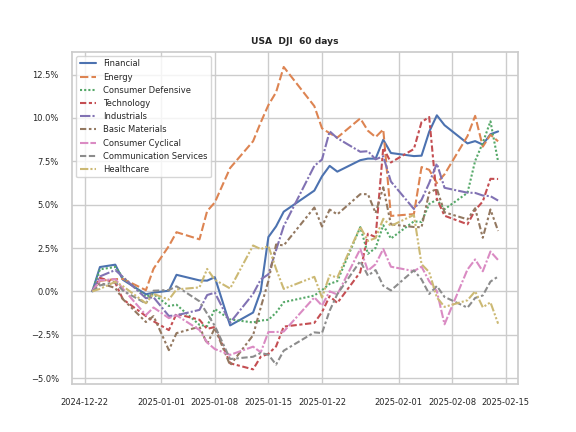 USA  DJI  60 days
Financial
Energy
Consumer Defensive
Technology
Industrials
Basic Materials
Consumer Cyclical
Communication Services
Healthcare
12.5%
10.0%
7.5%
5.0%
2.5%
0.0%
−2.5%
−5.0%
2024-12-22 2025-01-01 2025-01-08 2025-01-15 2025-01-22 2025-02-01 2025-02-08 2025-02-15